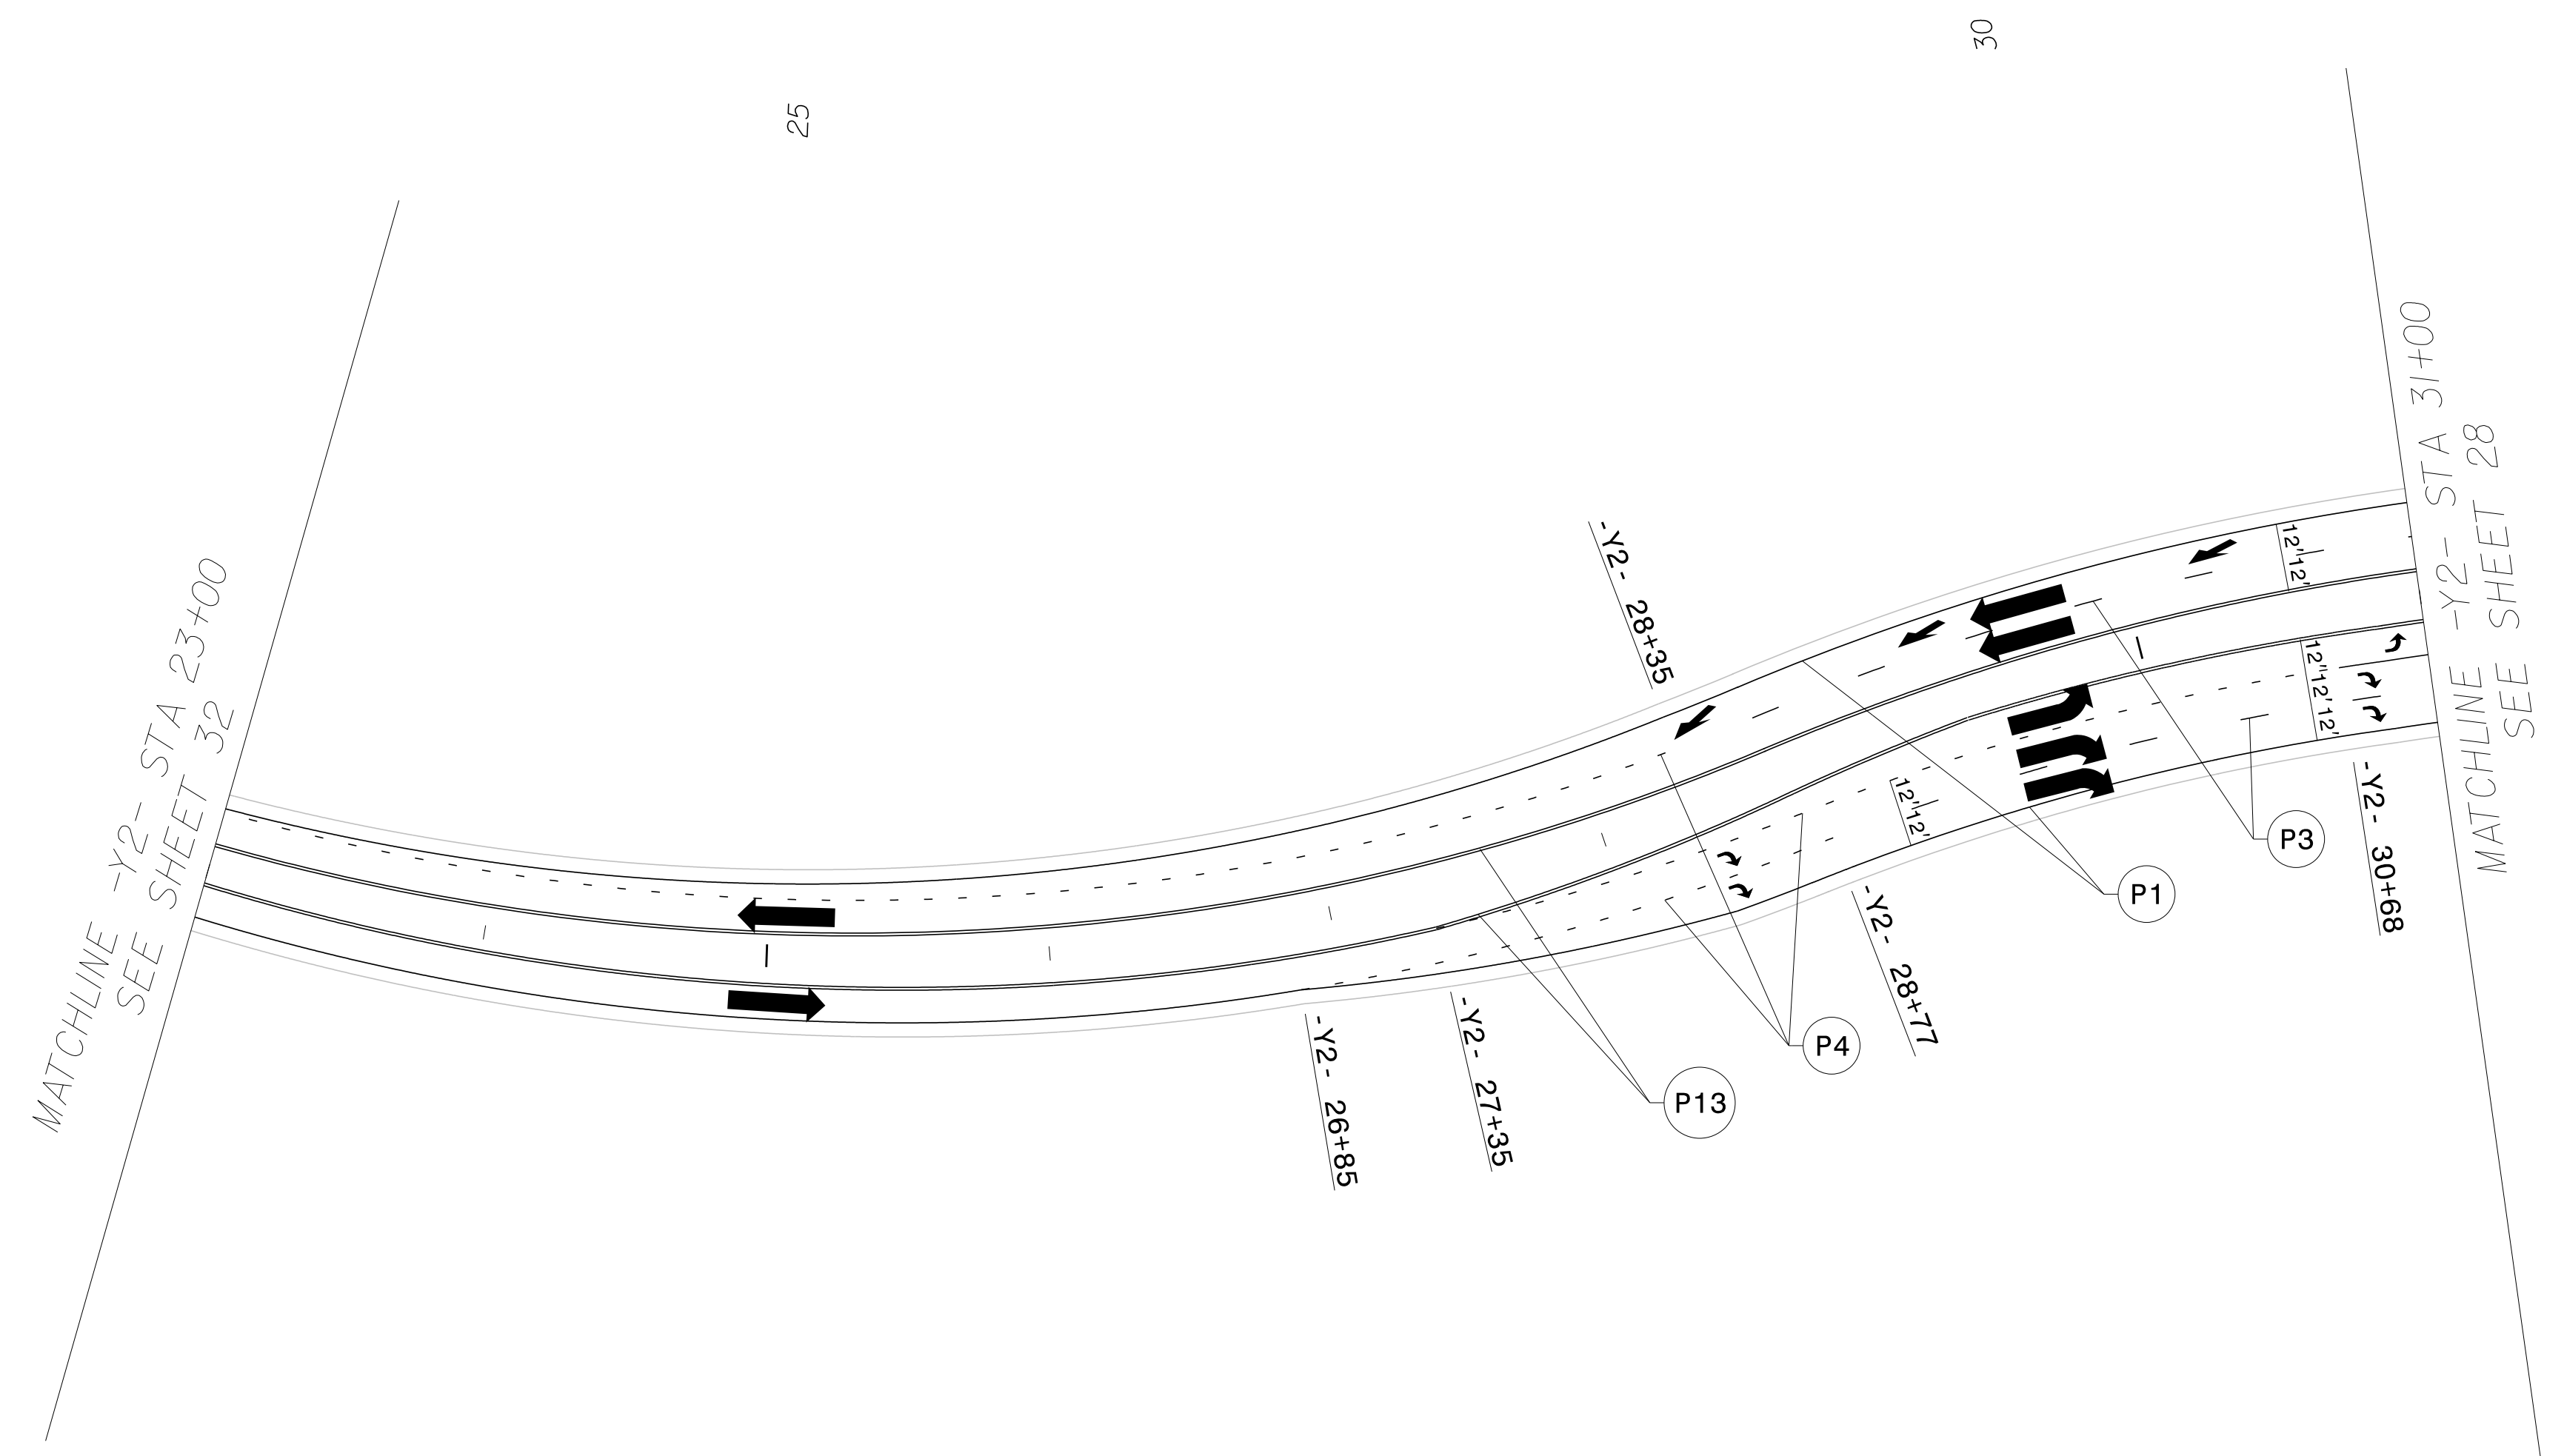 30
25
MATCHLINE -Y2- STA 23+00
SEE SHEET 32
MATCHLINE -Y2- STA 31+00
SEE SHEET 28
-Y2- 28+35
12'12'
12'12'12'
12'12'
P3
P1
-Y2- 30+68
-Y2- 28+77
P4
P13
-Y2- 27+35
-Y2- 26+85